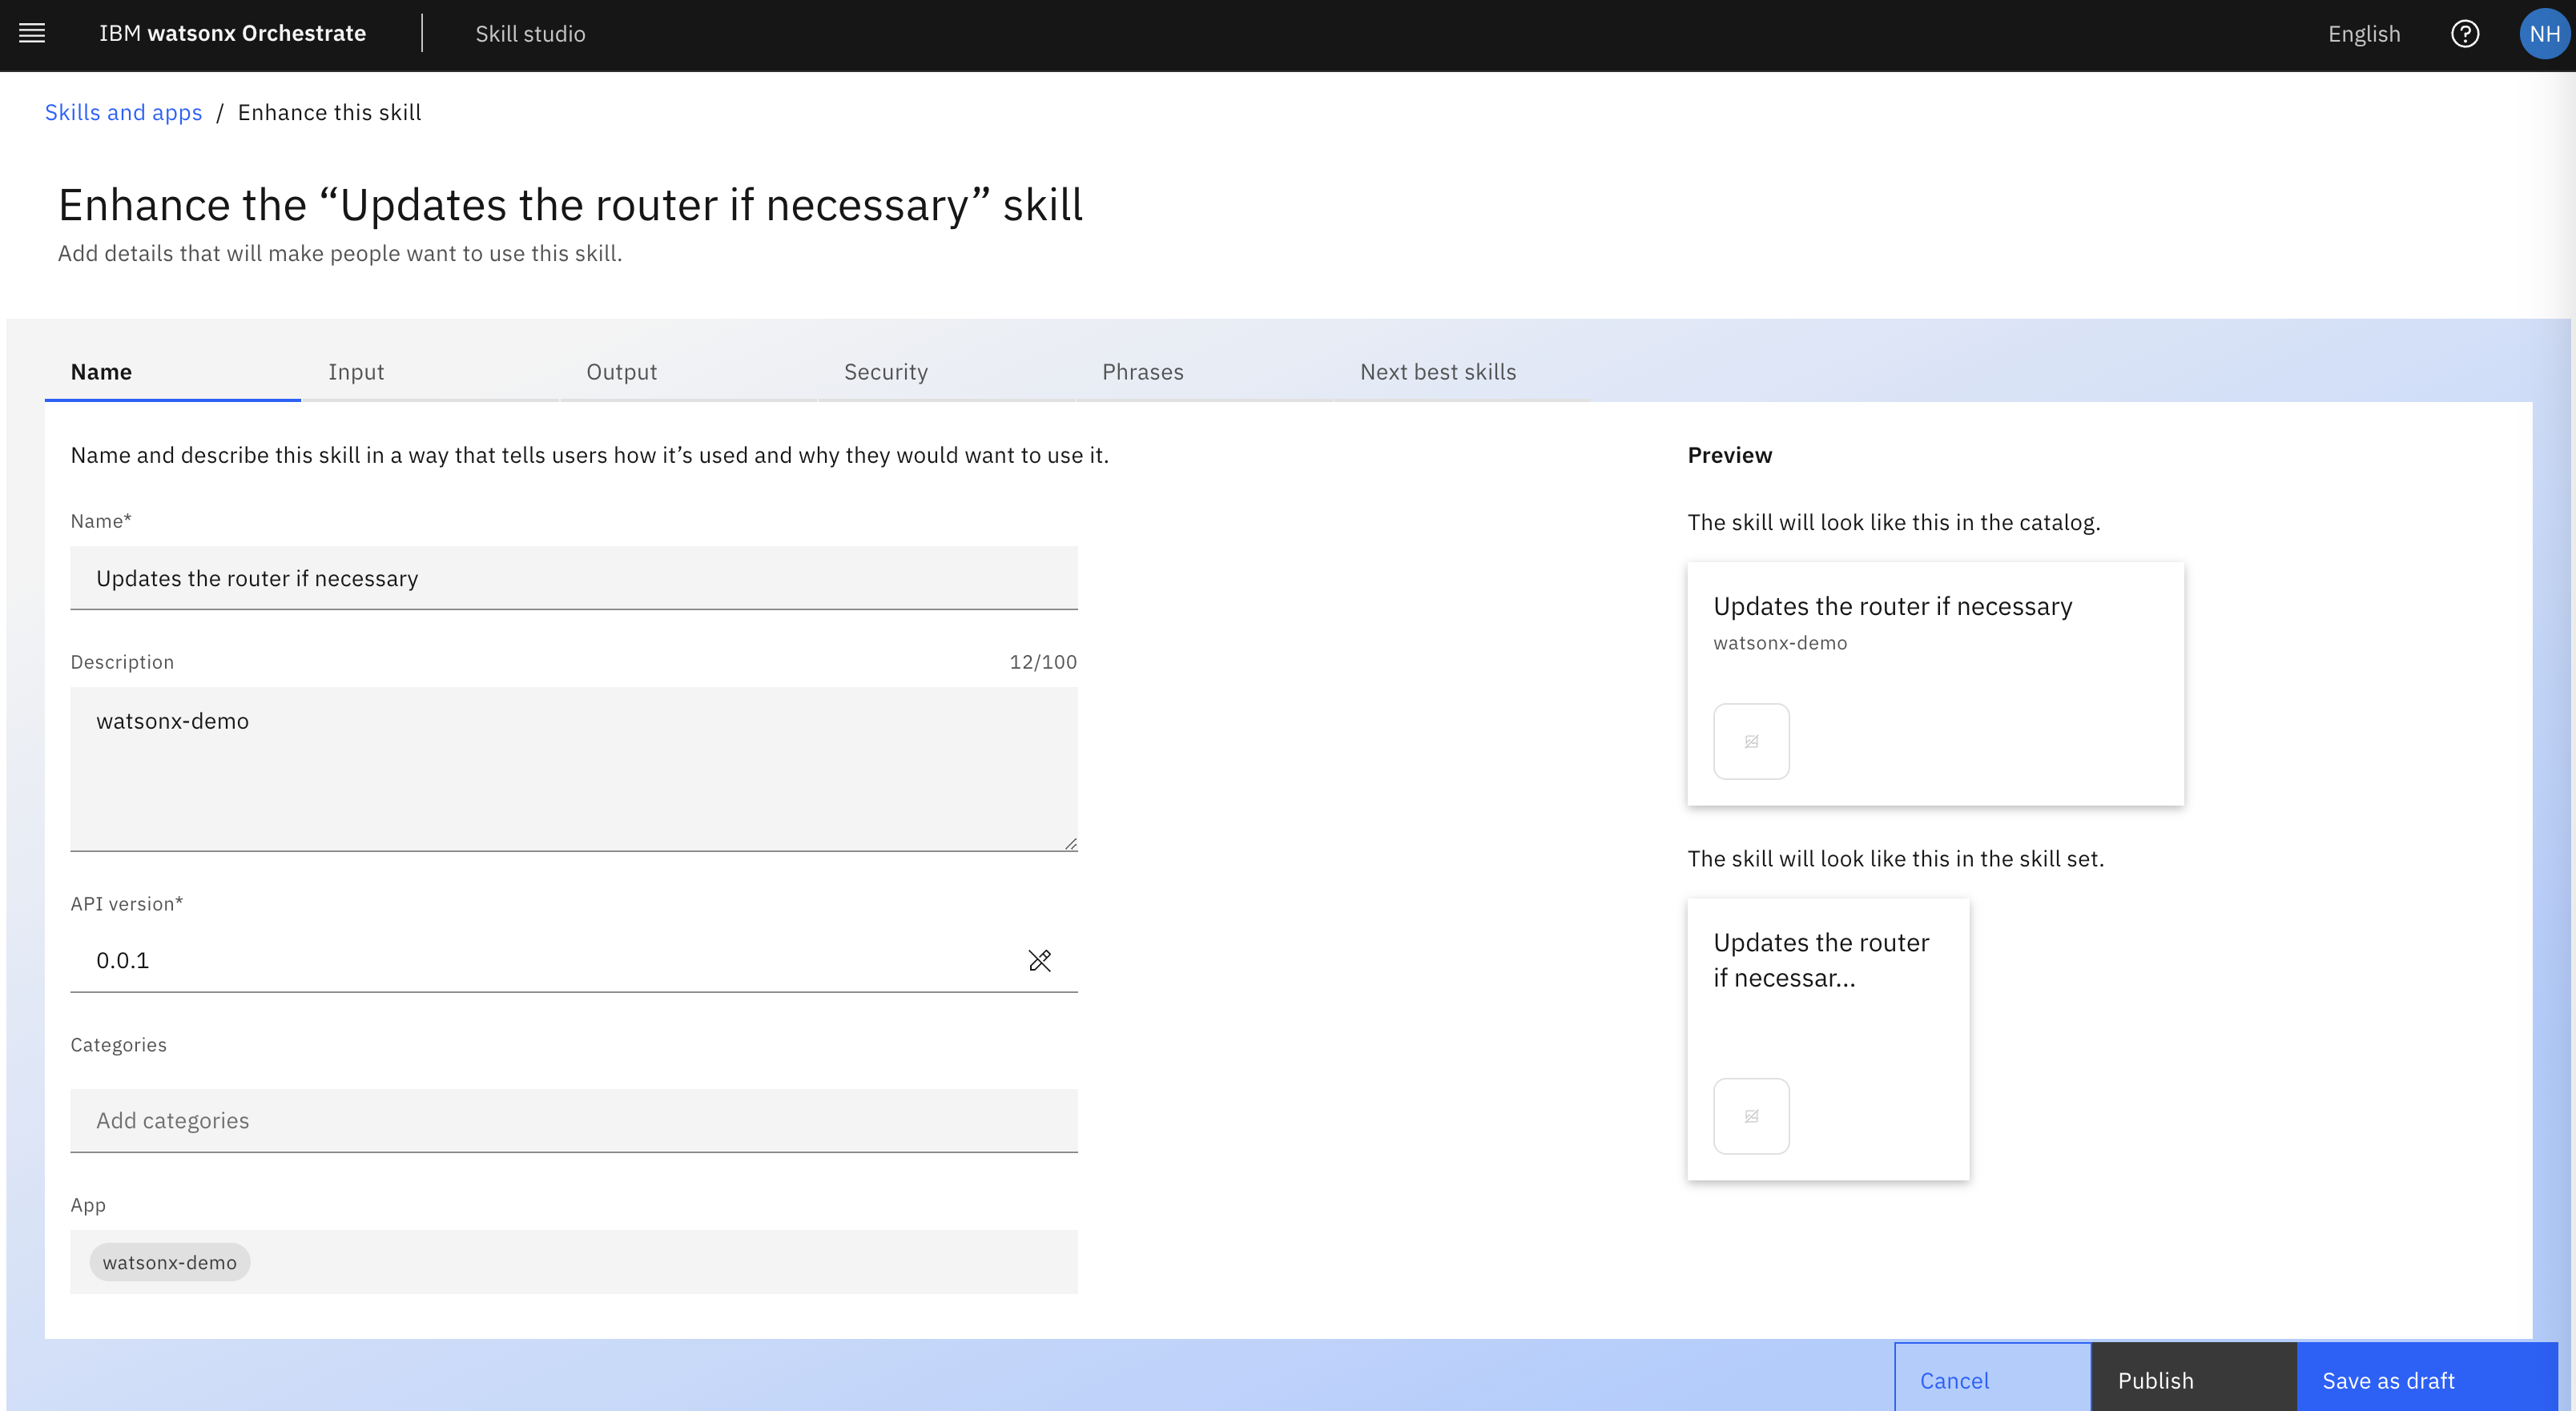 IBM watsonx Orchestrate
Skill studio
English
NH
Skills and apps / Enhance this skill
Enhance the “Updates the router if necessary” skill
Add details that will make people want to use this skill.
Name
Input
Output
Security
Phrases
Next best skills
Name and describe this skill in a way that tells users how it’s used and why they would want to use it.
Name*
Updates the router if necessary
Description
12/100
watsonx-demo
API version*
0.0.1
Categories
Add categories
App
watsonx-demo
Preview
The skill will look like this in the catalog.
Updates the router if necessary
watsonx-demo
The skill will look like this in the skill set.
Updates the router
if necessar...
Cancel
Publish
Save as draft